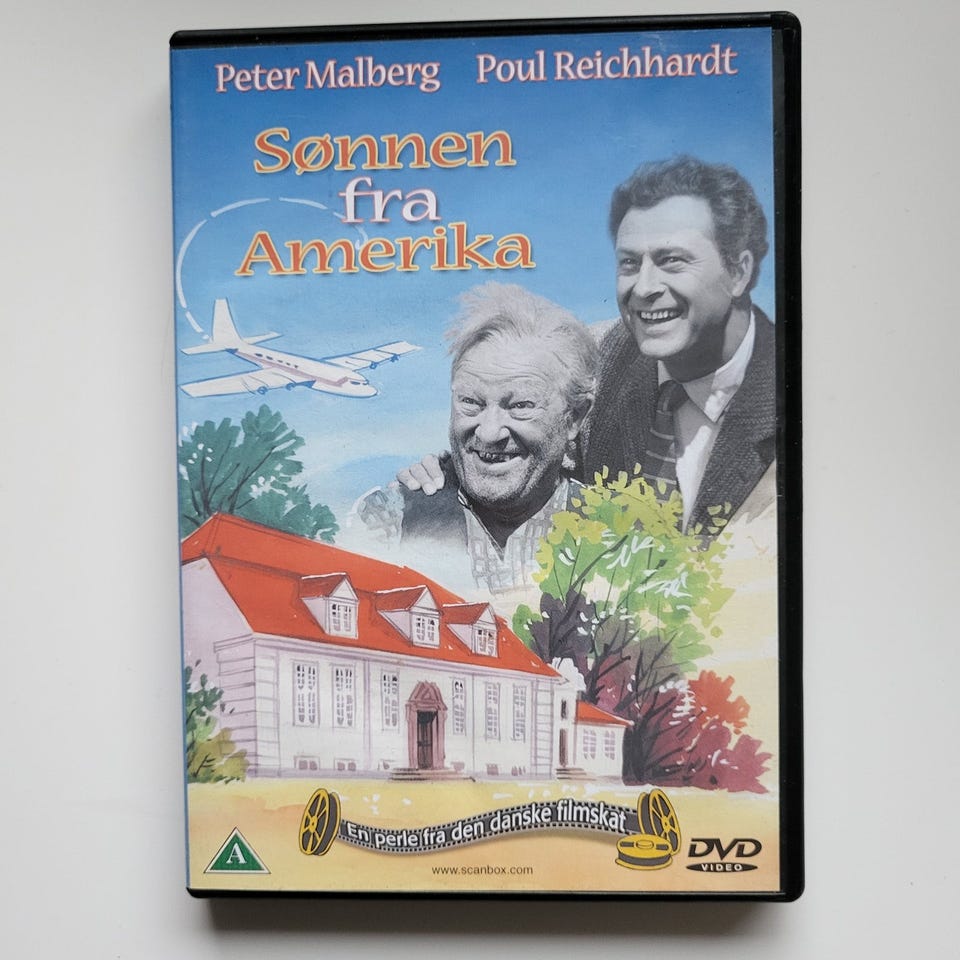 Peter Malberg Poul Reichhardt
Sønnen
fra
Amerika
En perle fra den danske filmskat
A
DVD
VIDEO
www.scanbox.com